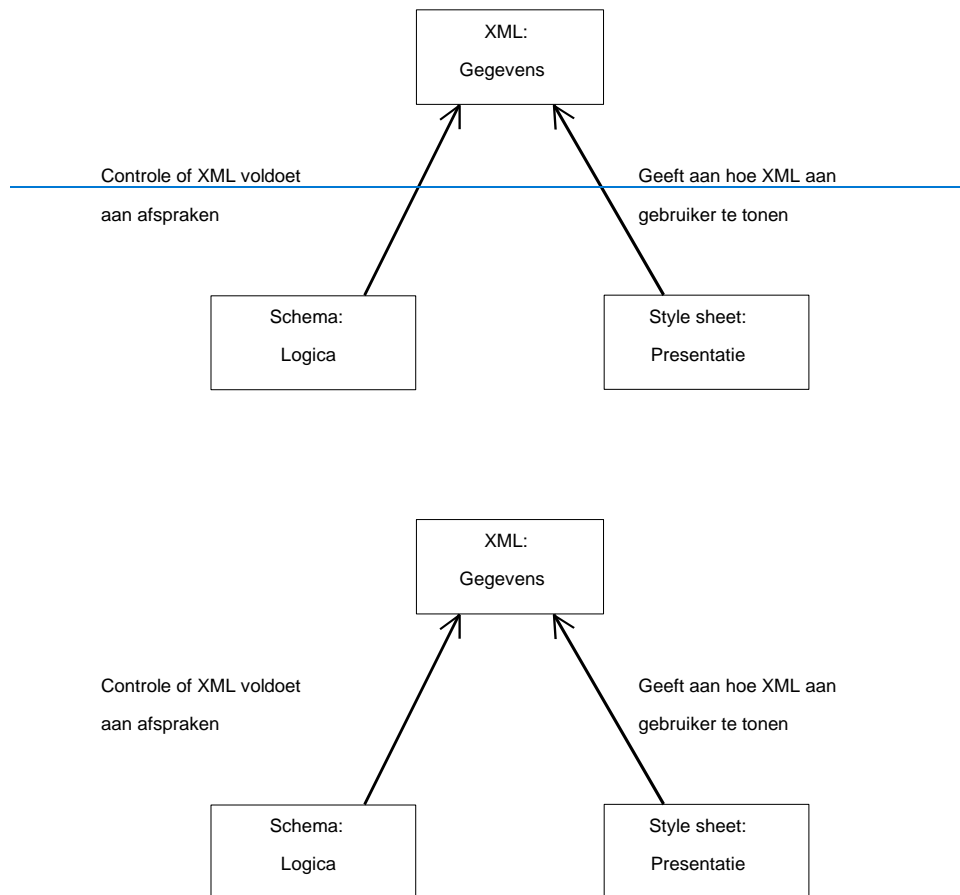 XML:
Gegevens
Controle of XML voldoet
aan afspraken
Geeft aan hoe XML aan
gebruiker te tonen
Schema:
Logica
Style sheet:
Presentatie
XML:
Gegevens
Controle of XML voldoet
aan afspraken
Geeft aan hoe XML aan
gebruiker te tonen
Schema:
Logica
Style sheet:
Presentatie